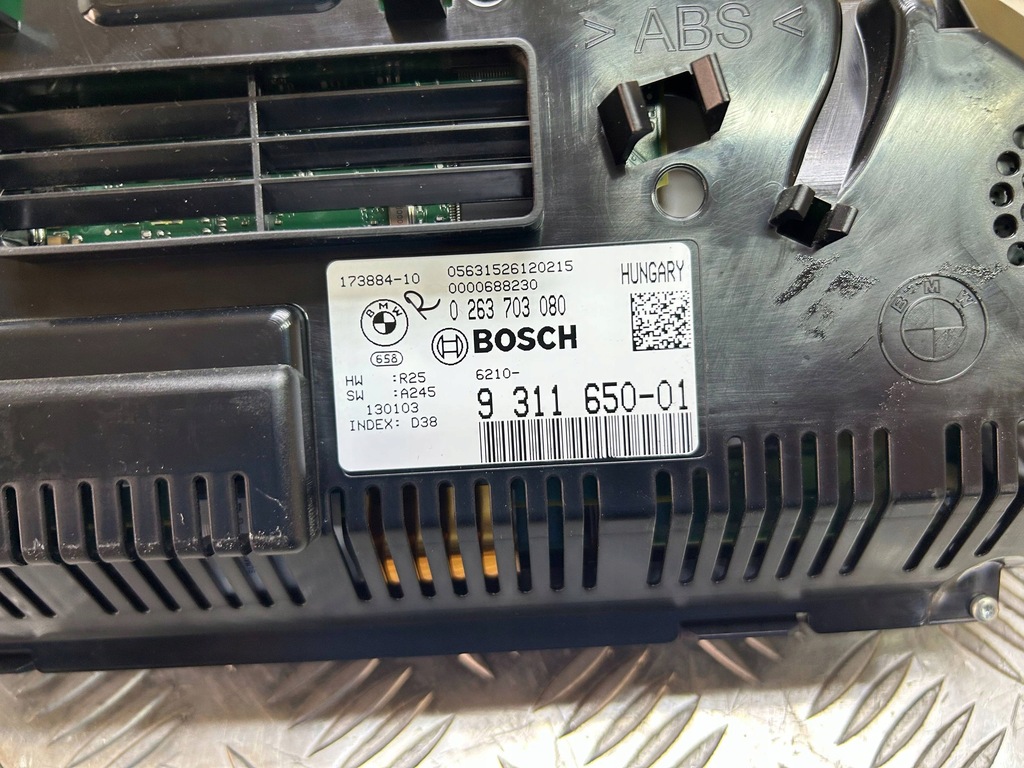 > ABS <
173884-10 05631526120215 HUNGARY
0000688230
R 0 263 703 080
BMW
BOSCH
658
HW :R25 6210-
SW :A245
9 311 650-01
130103
INDEX: D38
BMW